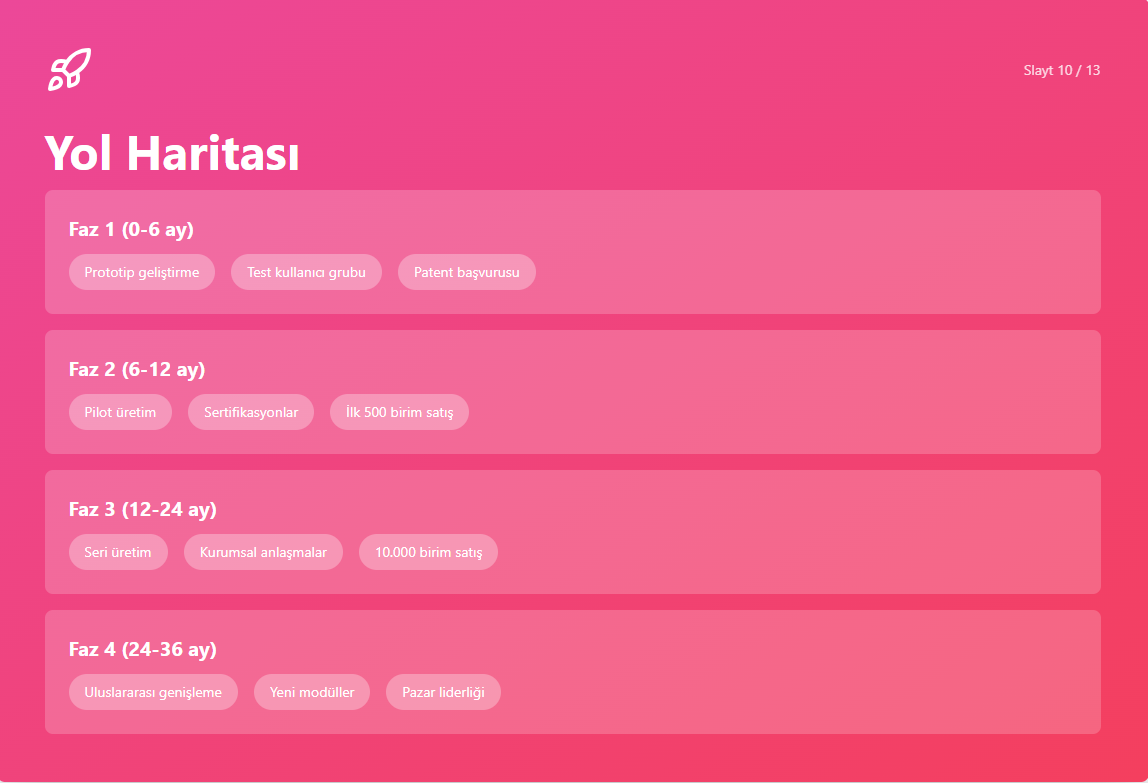 Slayt 10 / 13
Yol Haritası
Faz 1 (0-6 ay)
Prototip geliştirme Test kullanıcı grubu Patent başvurusu
Faz 2 (6-12 ay)
Pilot üretim Sertifikasyonlar İlk 500 birim satış
Faz 3 (12-24 ay)
Seri üretim Kurumsal anlaşmalar 10.000 birim satış
Faz 4 (24-36 ay)
Uluslararası genişleme Yeni modüller Pazar liderliği